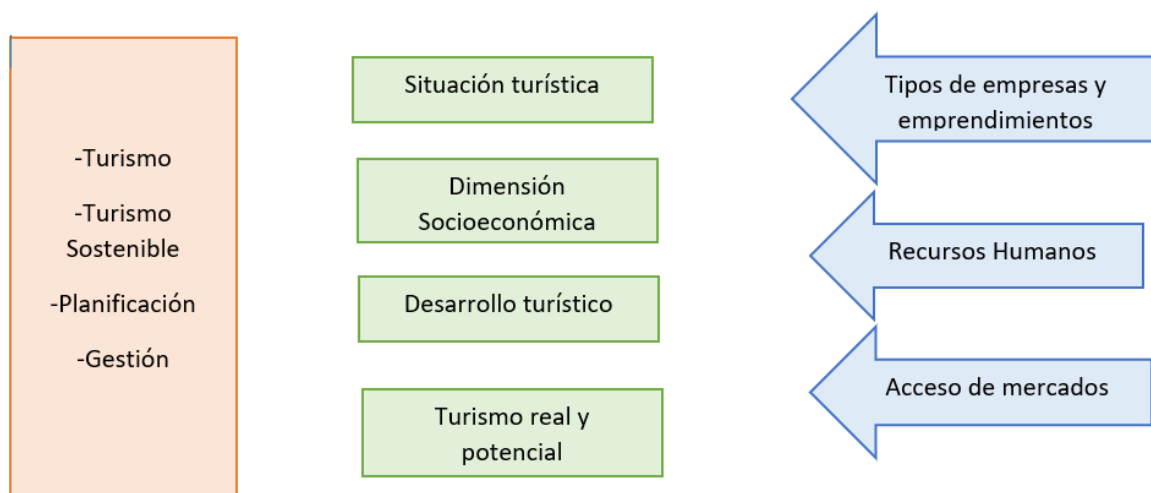 -Turismo
-Turismo
Sostenible
-Planificación
-Gestión
Situación turística
Dimensión
Socioeconómica
Desarrollo turístico
Turismo real y
potencial
Tipos de empresas y
emprendimientos
Recursos Humanos
Acceso de mercados